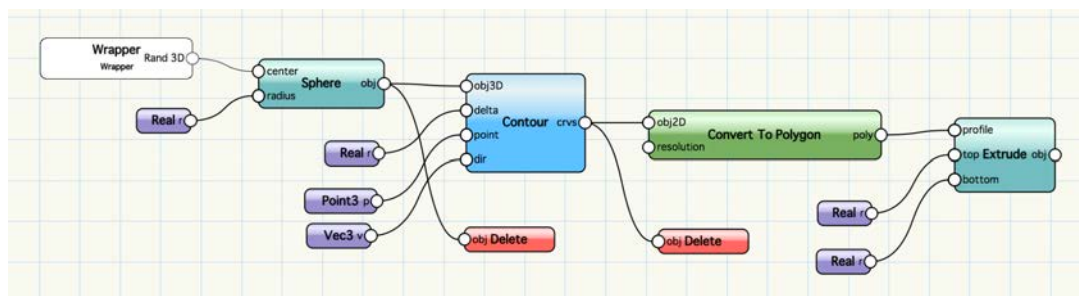 Wrapper
Wrapper
Rand 3D
center
Sphere
obj
radius
Real r
obj3D
delta
Contour
crvs
point
dir
Real r
Point3 p
Vec3 v
obj Delete
obj2D
Convert To Polygon
poly
resolution
obj Delete
profile
top Extrude obj
bottom
Real r
Real r